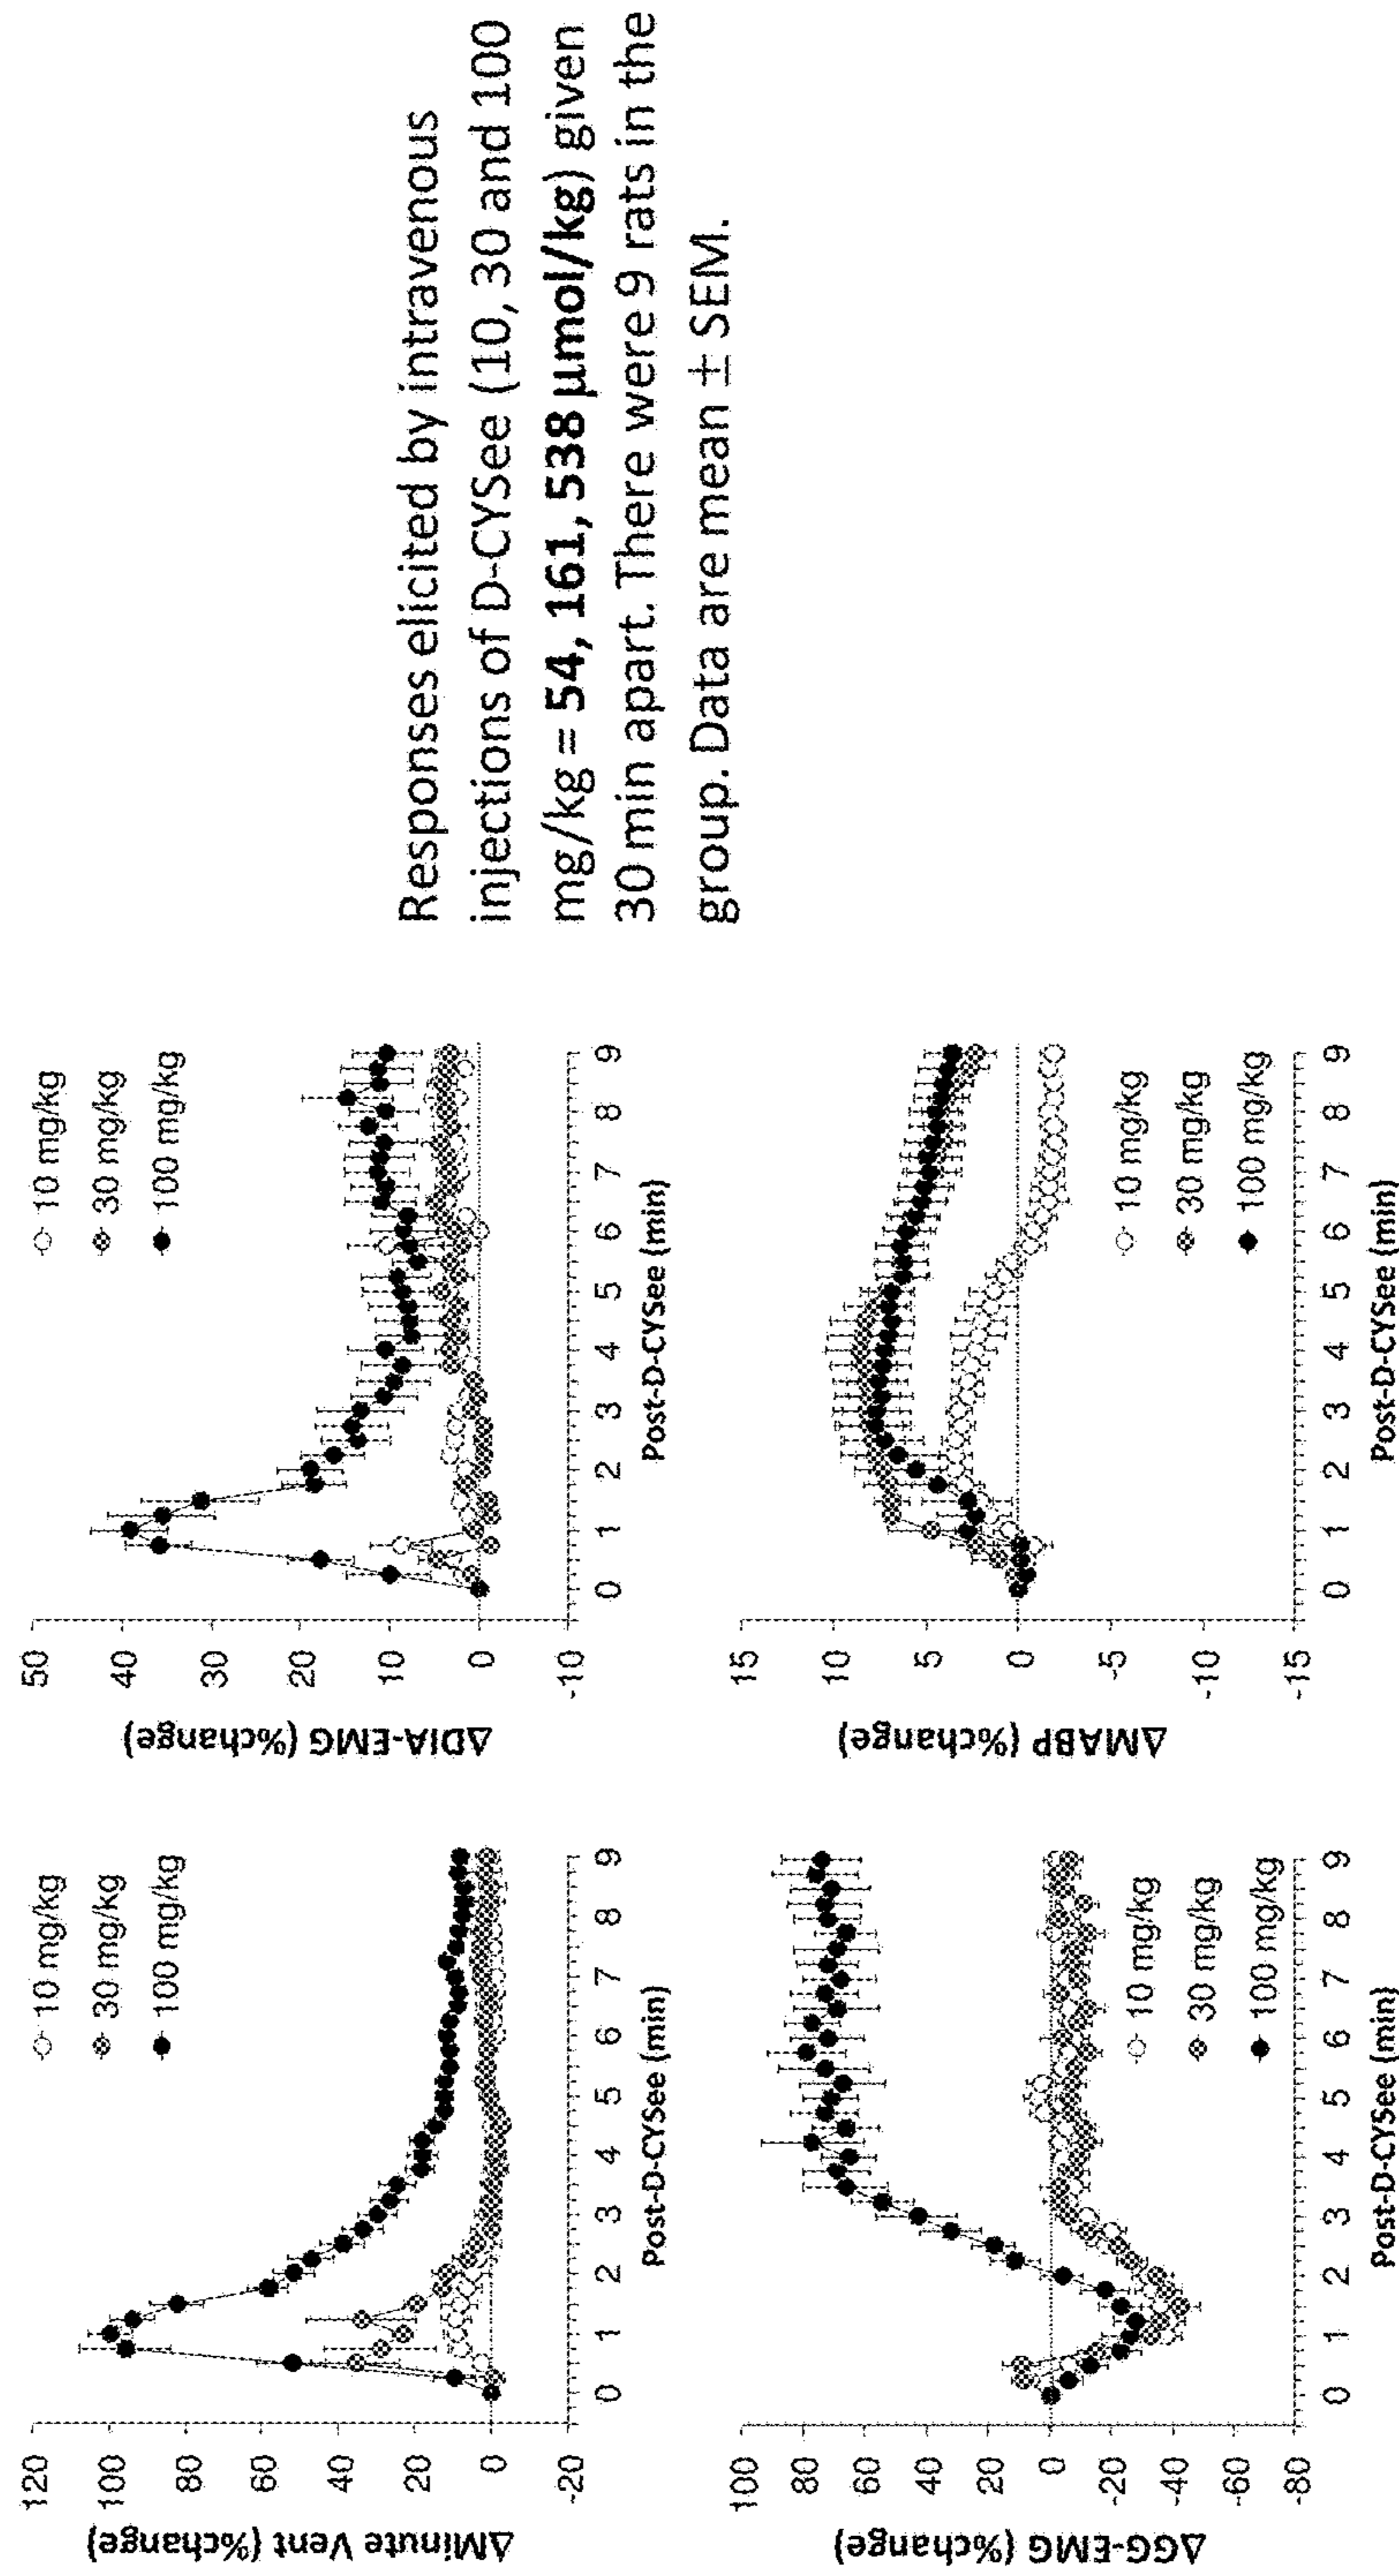 ΔMinute Vent (%change)
120
100
80
60
40
20
0
-20
10 mg/kg
30 mg/kg
100 mg/kg
0 1 2 3 4 5 6 7 8 9
Post-D-CYSee (min)
ΔDIA-EMG (%change)
50
40
30
20
10
0
-10
10 mg/kg
30 mg/kg
100 mg/kg
0 1 2 3 4 5 6 7 8 9
Post-D-CYSee (min)
ΔGG-EMG (%change)
100
80
60
40
20
0
-20
-40
-60
-80
10 mg/kg
30 mg/kg
100 mg/kg
0 1 2 3 4 5 6 7 8 9
Post-D-CYSee (min)
ΔMABP (%change)
15
10
5
0
-5
-10
-15
10 mg/kg
30 mg/kg
100 mg/kg
0 1 2 3 4 5 6 7 8 9
Post-D-CYSee (min)
Responses elicited by intravenous
injections of D-CYSee (10, 30 and 100
mg/kg = 54, 161, 538 µmol/kg) given
30 min apart. There were 9 rats in the
group. Data are mean ± SEM.